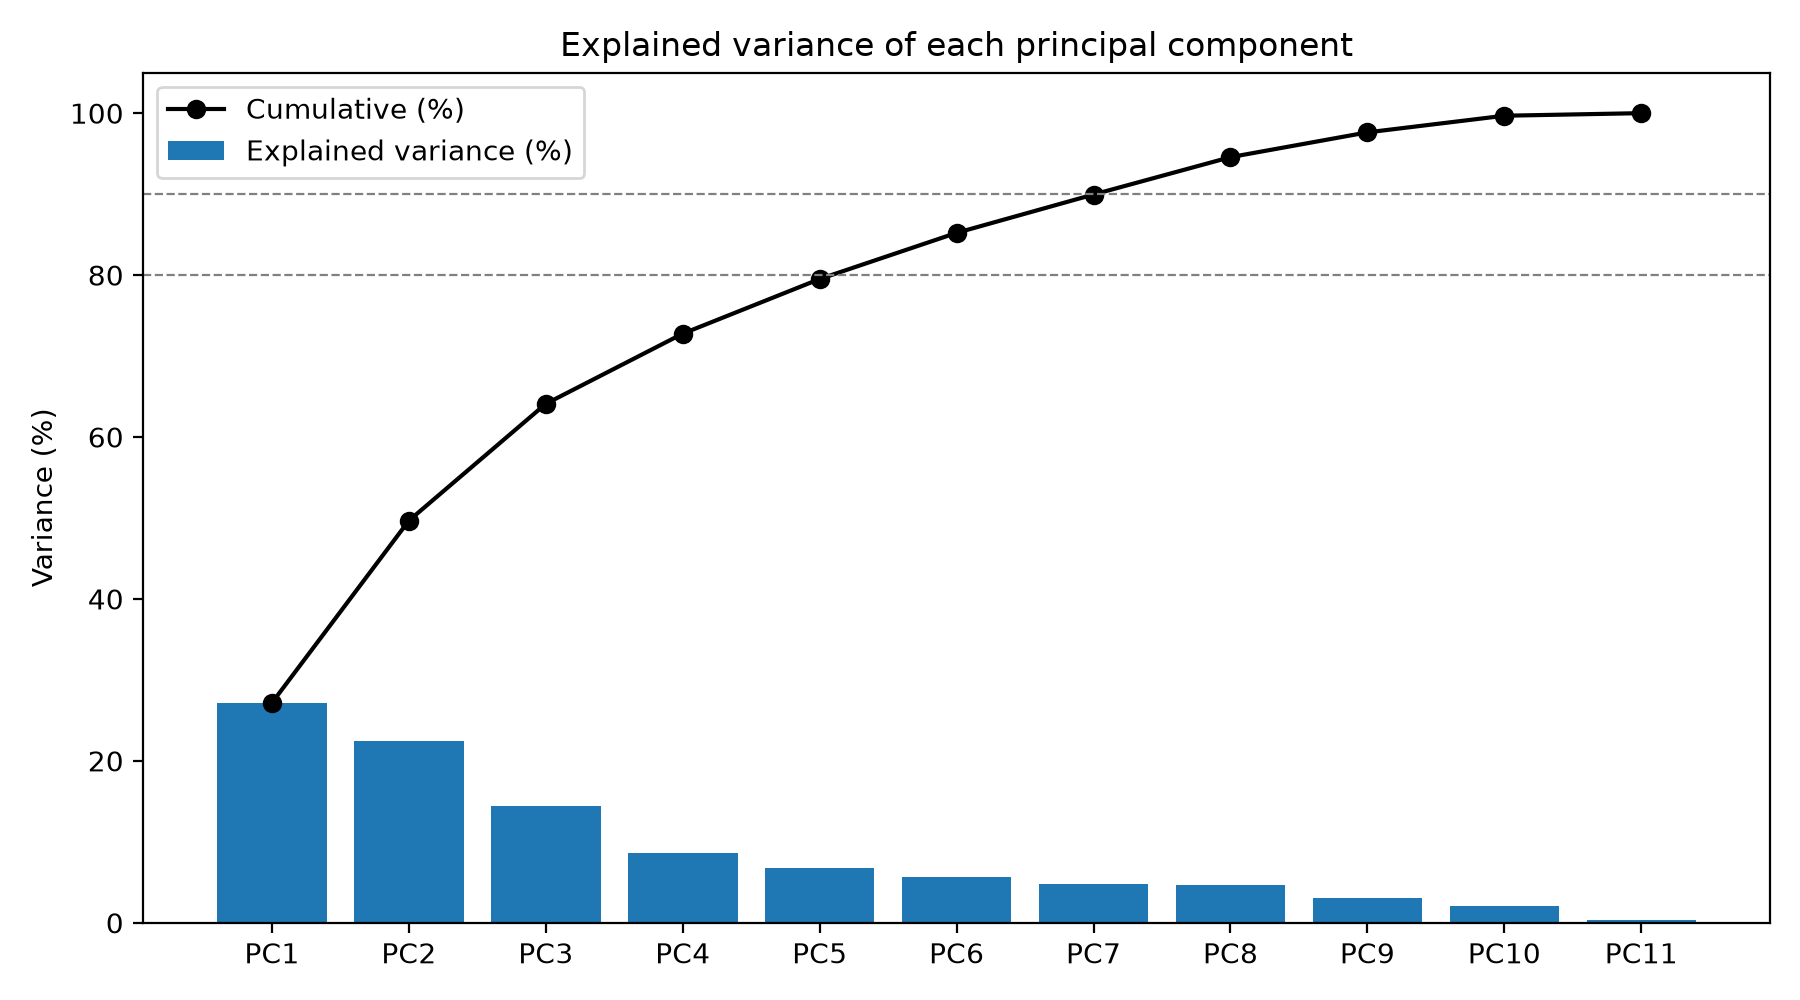 Explained variance of each principal component
Cumulative (%)
Explained variance (%)
Variance (%)
100
80
60
40
20
0
PC1 PC2 PC3 PC4 PC5 PC6 PC7 PC8 PC9 PC10 PC11